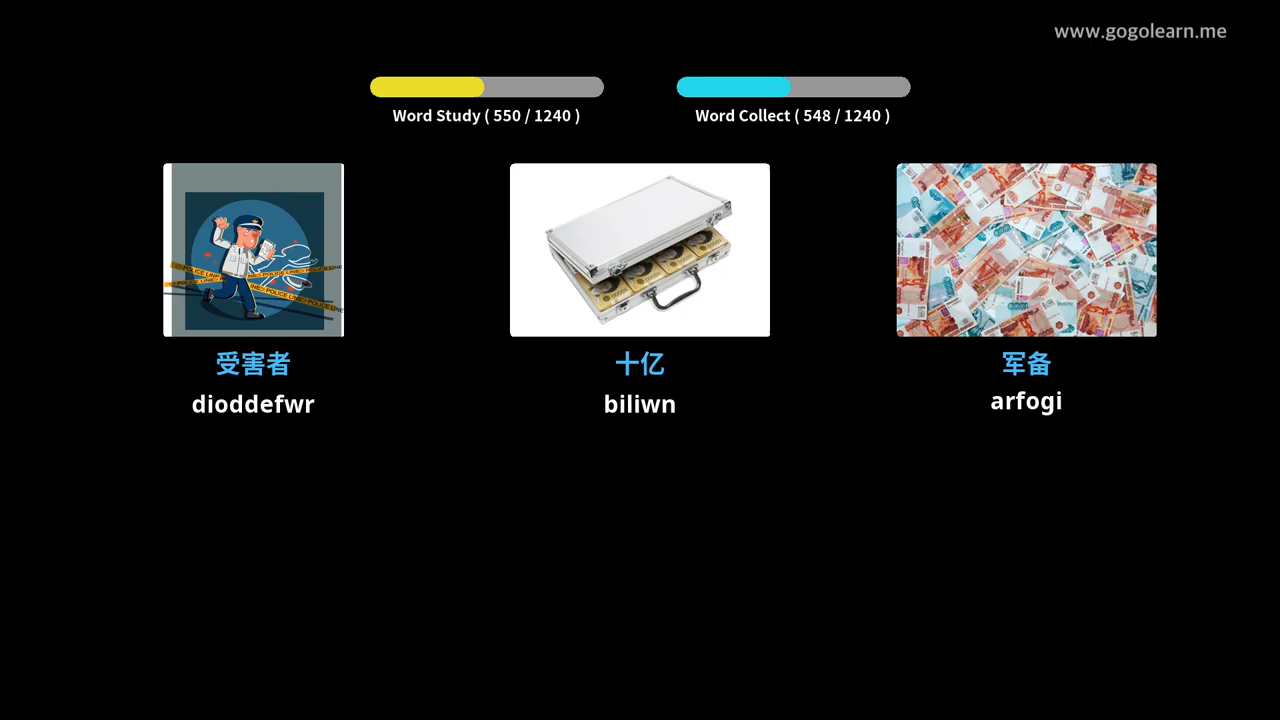 www.gogolearn.me
Word Study ( 550 / 1240 )
Word Collect ( 548 / 1240 )
受害者
十亿
军备
dioddefwr
biliwn
arfogi